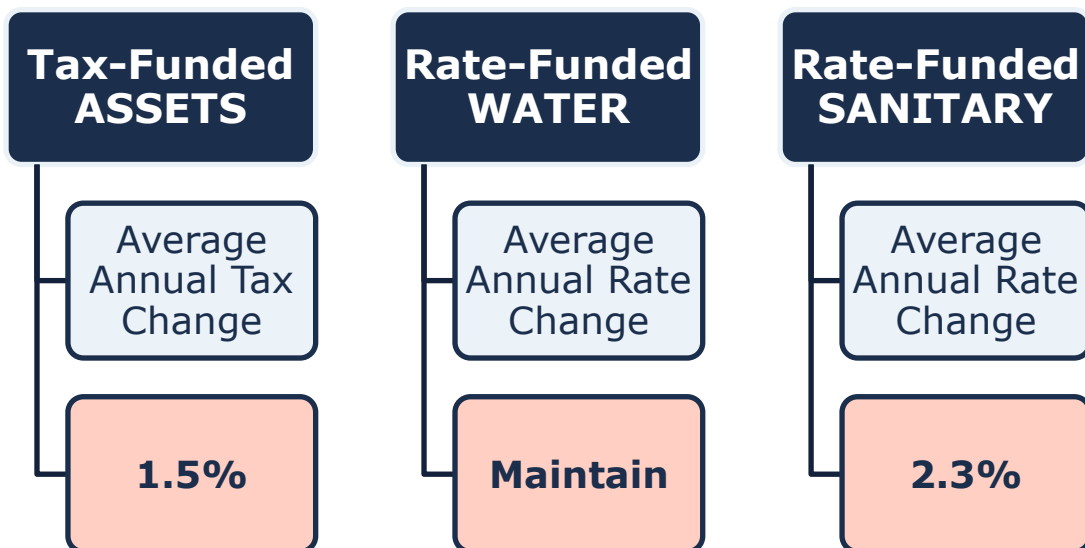 Tax-Funded
ASSETS
Average
Annual Tax
Change
1.5%
Rate-Funded
WATER
Average
Annual Rate
Change
Maintain
Rate-Funded
SANITARY
Average
Annual Rate
Change
2.3%